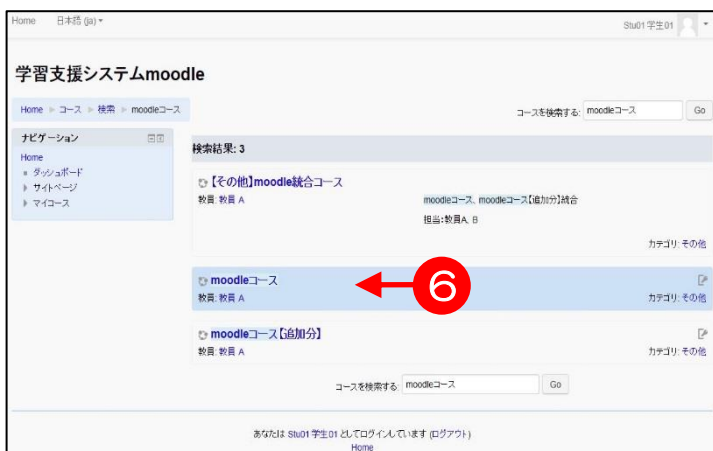 Home 日本語 (ja) Stu01 学生01
学習支援システムmoodle
Home コース 検索 moodleコース
コースを検索する: moodleコース Go
ナビゲーション
Home
ダッシュボード
サイトページ
マイコース
検索結果: 3
【その他】moodle統合コース
教員: 教員 A
moodleコース、moodleコース【追加分】統合
担当:教員A, B
カテゴリ: その他
moodleコース
教員: 教員 A
カテゴリ: その他
6
moodleコース【追加分】
教員: 教員 A
カテゴリ: その他
コースを検索する: moodleコース Go
あなたは Stu01 学生01 としてログインしています (ログアウト)
Home